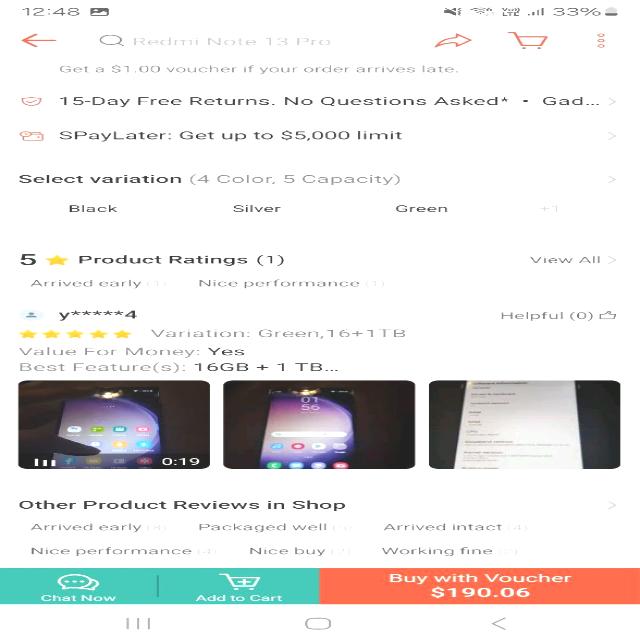 12:48 33%
Redmi Note 13 Pro
Get a $1.00 voucher if your order arrives late.
15-Day Free Returns. No Questions Asked* • Gad... >
SPayLater: Get up to $5,000 limit >
Select variation (4 Color, 5 Capacity) >
Black Silver Green +1
5 Product Ratings (1) View All >
Arrived early (1) Nice performance (1)
y*****4 Helpful (0)
Variation: Green,16+1TB
Value For Money: Yes
Best Feature(s): 16GB + 1 TB...
01
56
0:19
Other Product Reviews in Shop >
Arrived early Packaged well Arrived intact (4)
Nice performance (4) Nice buy (2) Working fine
Chat Now Add to Cart Buy with Voucher
$190.06